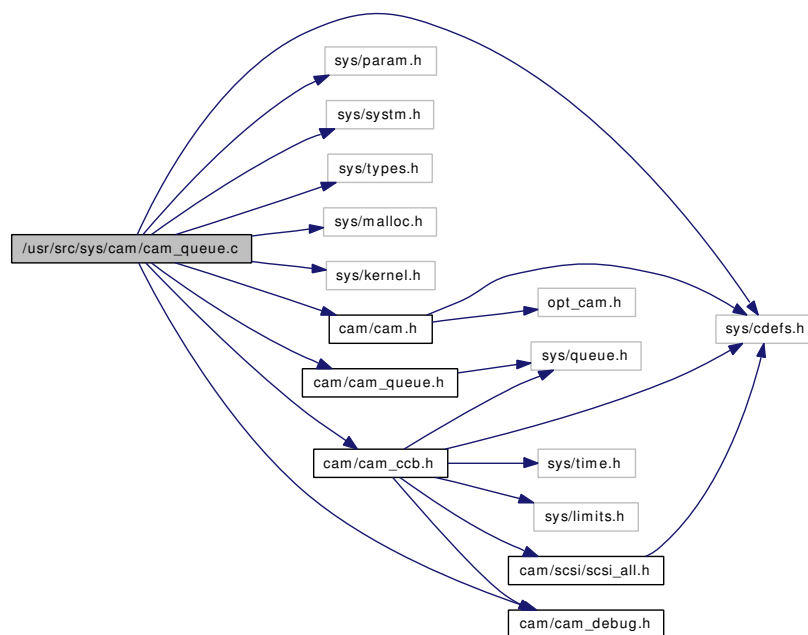 sys/param.h
sys/systm.h
sys/types.h
sys/malloc.h
/usr/src/sys/cam/cam_queue.c
sys/kernel.h
opt_cam.h
cam/cam.h
sys/cdefs.h
sys/queue.h
cam/cam_queue.h
cam/cam_ccb.h
sys/time.h
sys/limits.h
cam/scsi/scsi_all.h
cam/cam_debug.h